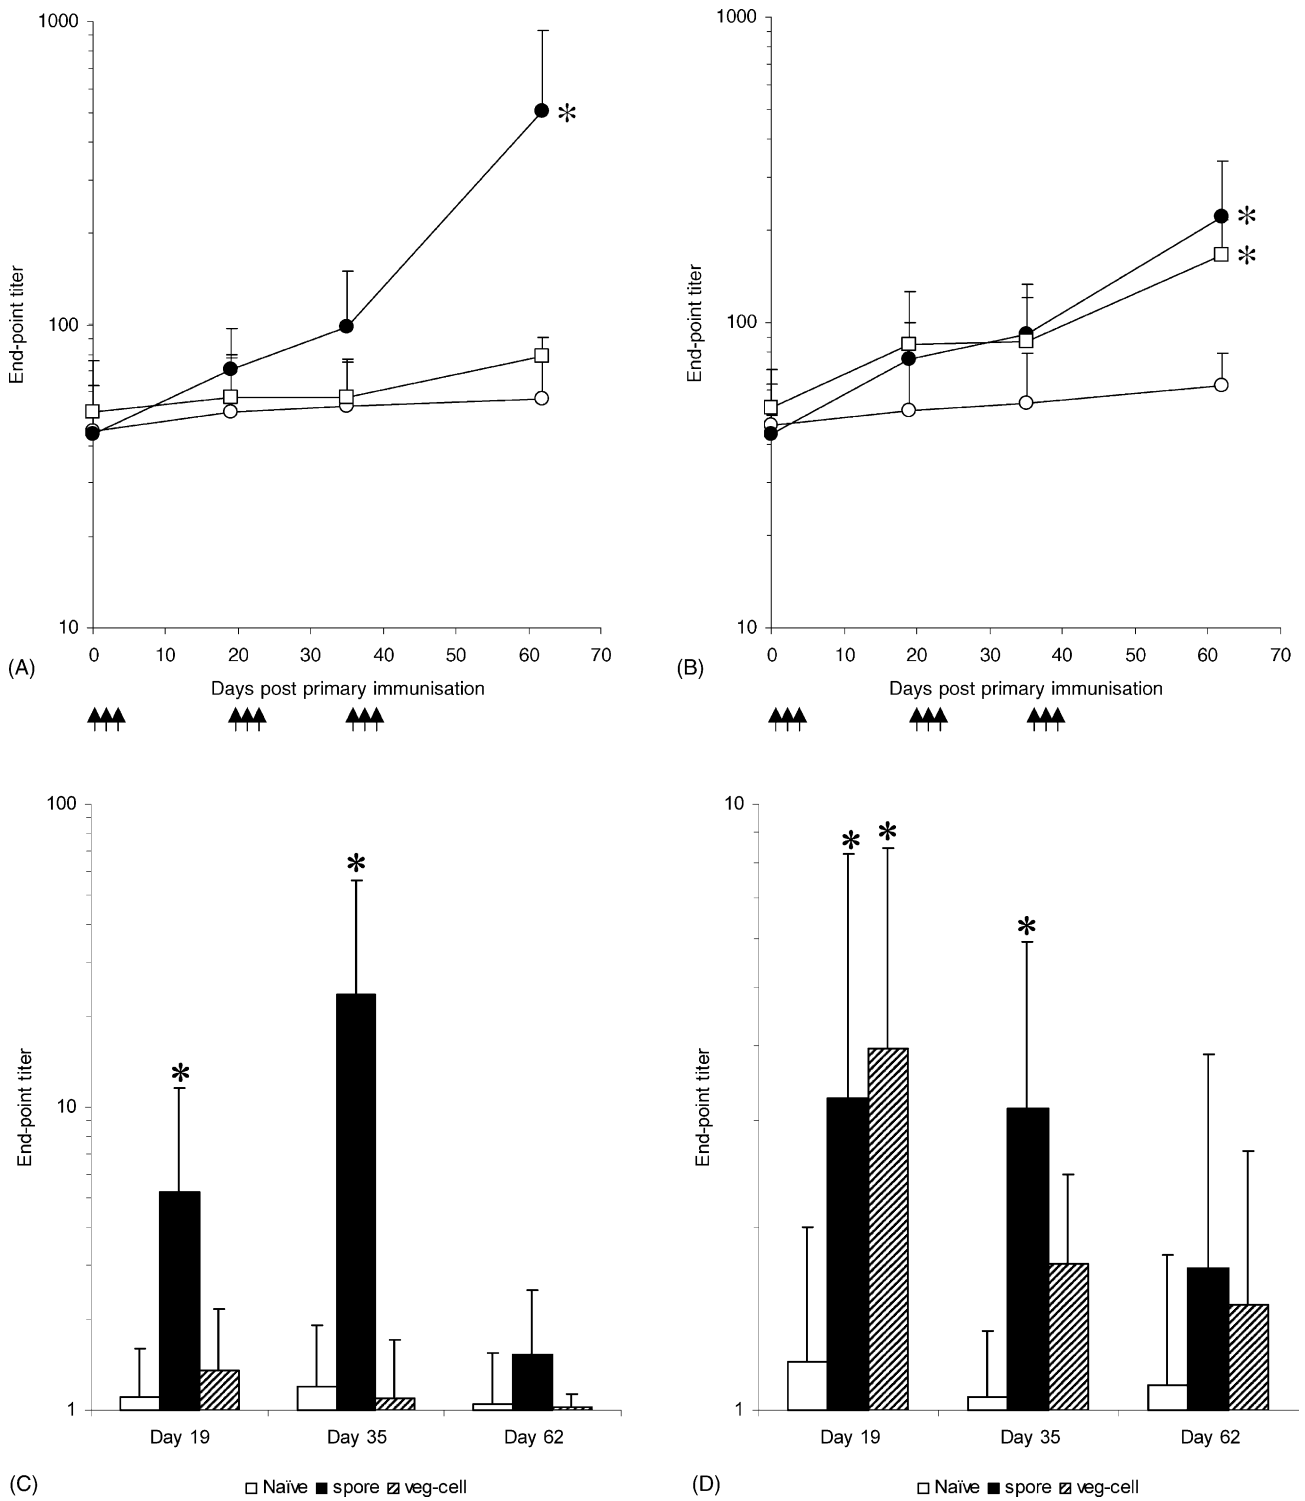 1000
100
10
End-point titer
0 10 20 30 40 50 60 70
(A)
Days post primary immunisation
*
1000
100
10
End-point titer
0 10 20 30 40 50 60 70
(B)
Days post primary immunisation
*
*
100
10
1
End-point titer
*
*
Day 19 Day 35 Day 62
(C)
Naïve spore veg-cell
10
1
End-point titer
* *
*
Day 19 Day 35 Day 62
(D)
Naïve spore veg-cell